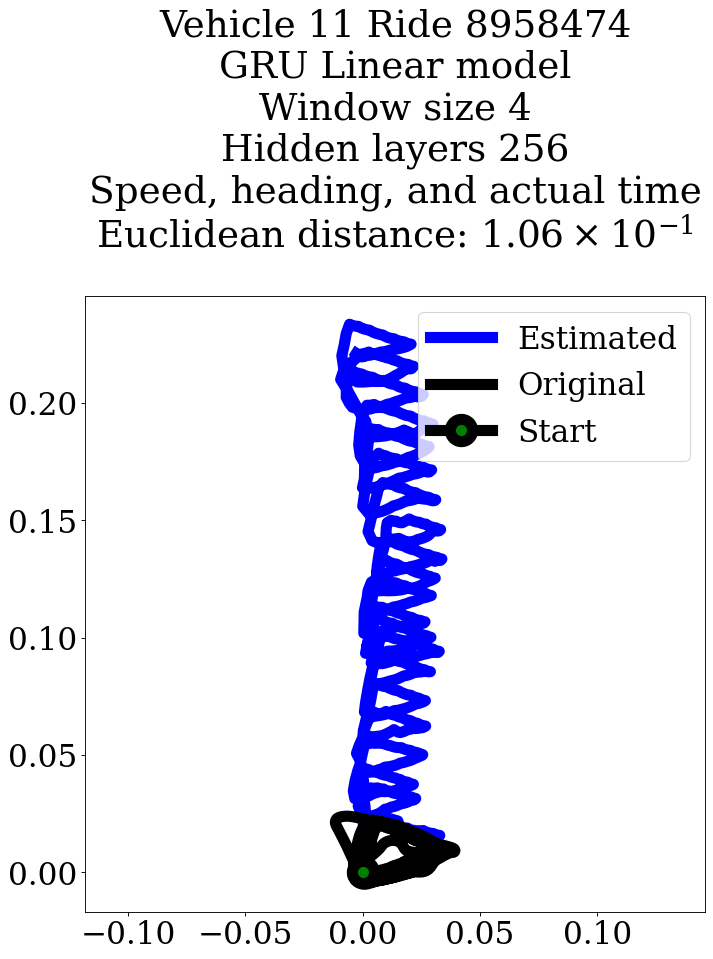 Vehicle 11 Ride 8958474
GRU Linear model
Window size 4
Hidden layers 256
Speed, heading, and actual time
Euclidean distance: 1.06 × 10⁻¹
Estimated
Original
Start
0.20
0.15
0.10
0.05
0.00
−0.10 −0.05 0.00 0.05 0.10